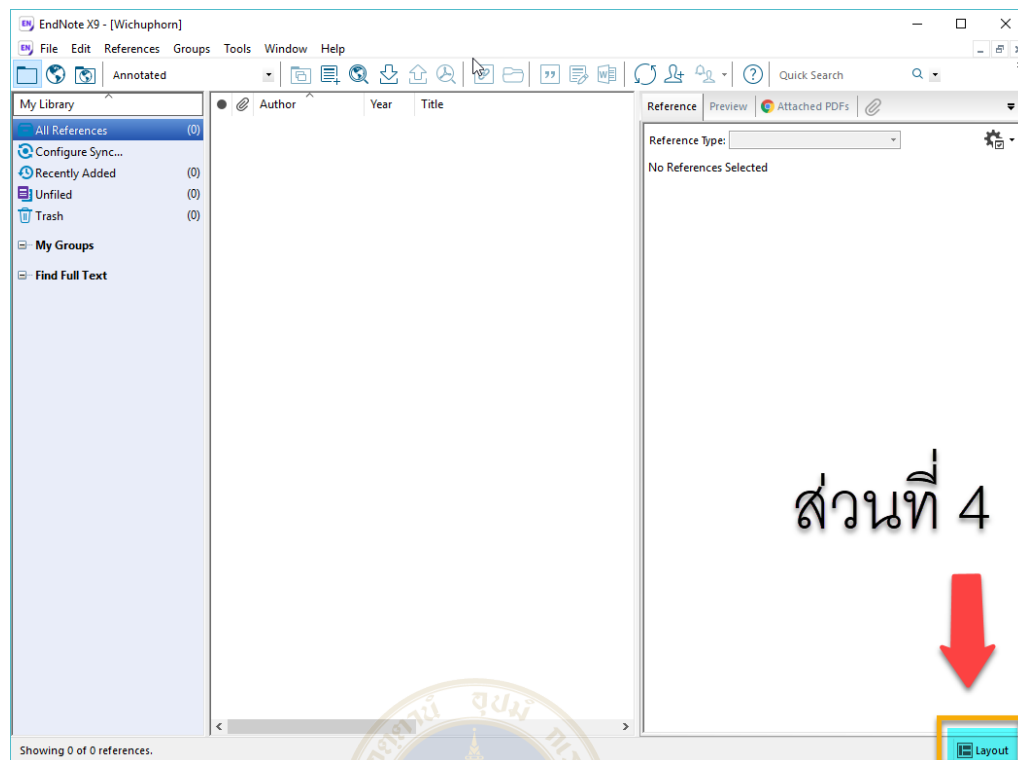 EndNote X9 - [Wichuphorn]
File Edit References Groups Tools Window Help
Annotated
Quick Search
My Library
All References (0)
Configure Sync...
Recently Added (0)
Unfiled (0)
Trash (0)
My Groups
Find Full Text
Author Year Title
Reference Preview Attached PDFs
Reference Type:
No References Selected
ส่วนที่ 4
Showing 0 of 0 references.
Layout